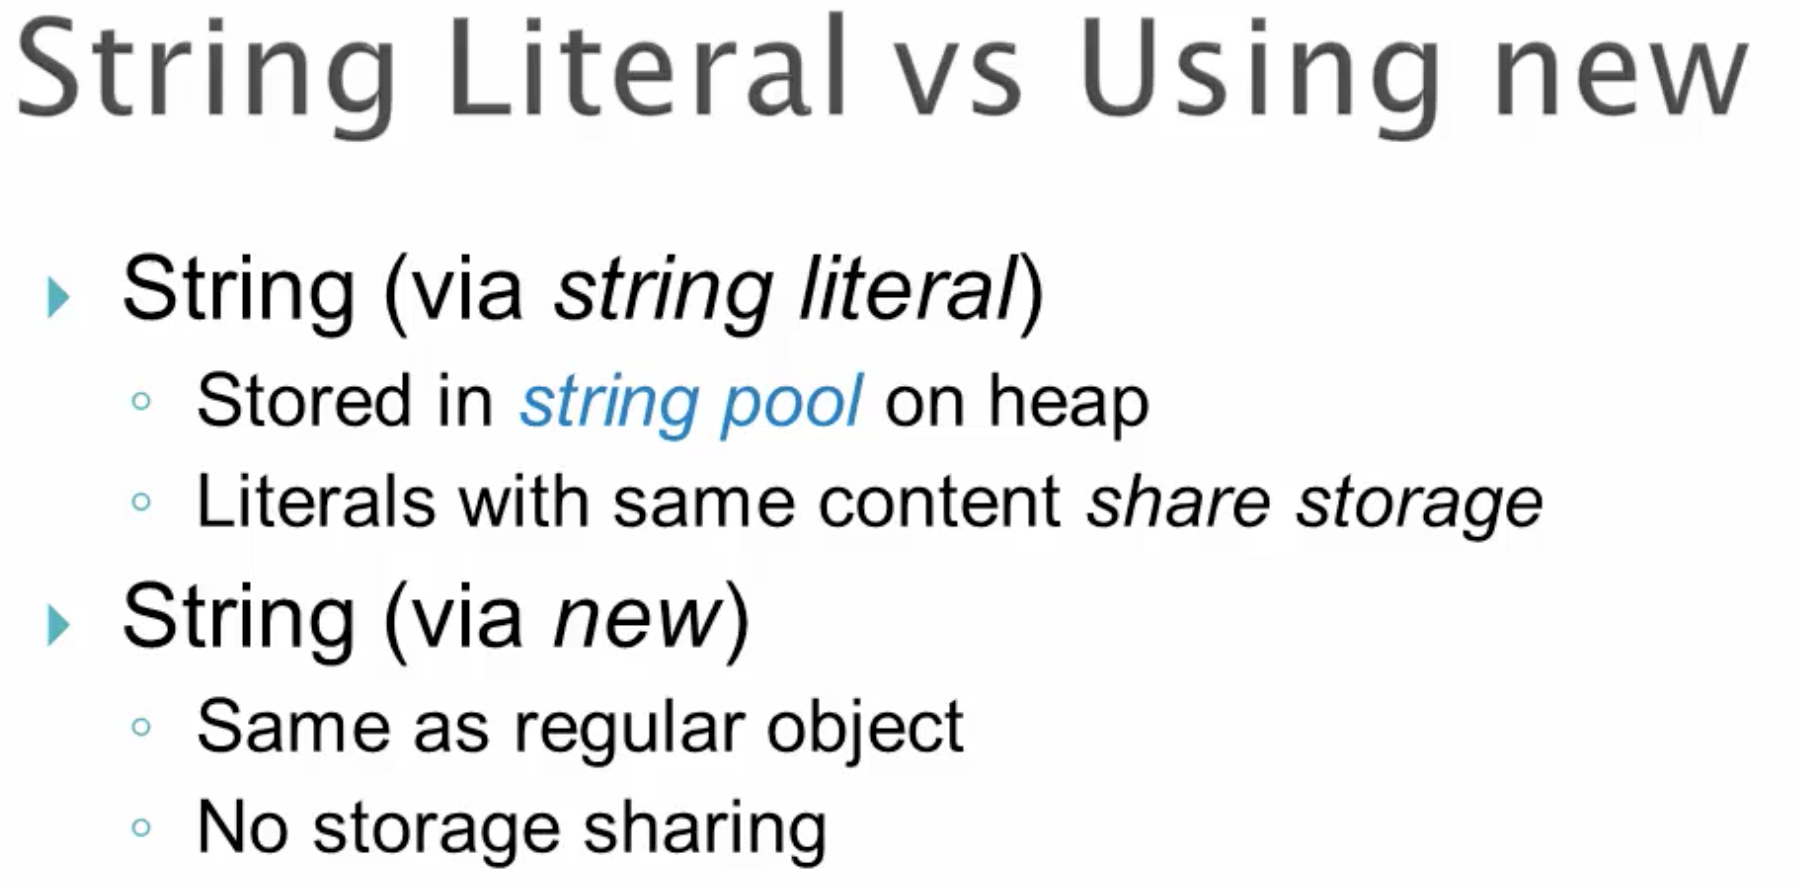 String Literal vs Using new
String (via string literal)
Stored in string pool on heap
Literals with same content share storage
String (via new)
Same as regular object
No storage sharing